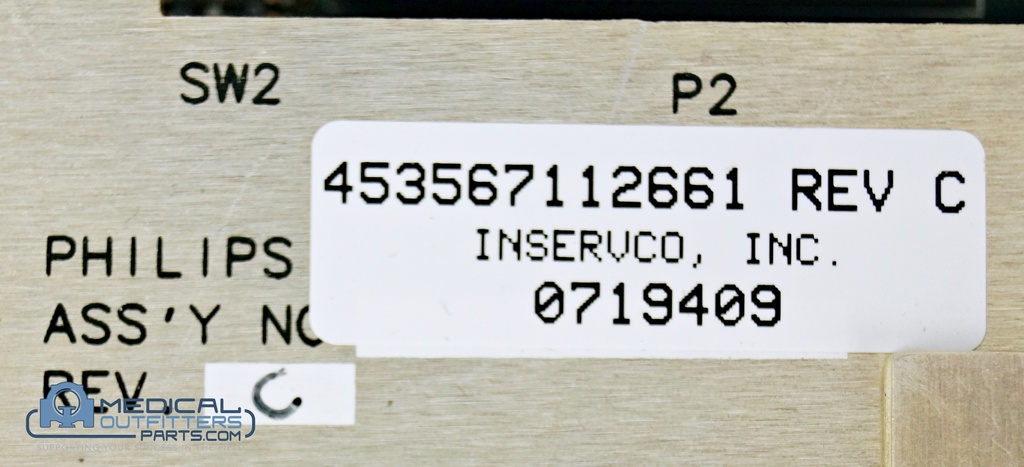 SW2 P2
453567112661 REV C
INSERVCO, INC.
0719409
PHILIPS
ASS'Y NO
REV. C
MEDICAL
OUTFITTERS
PARTS.COM